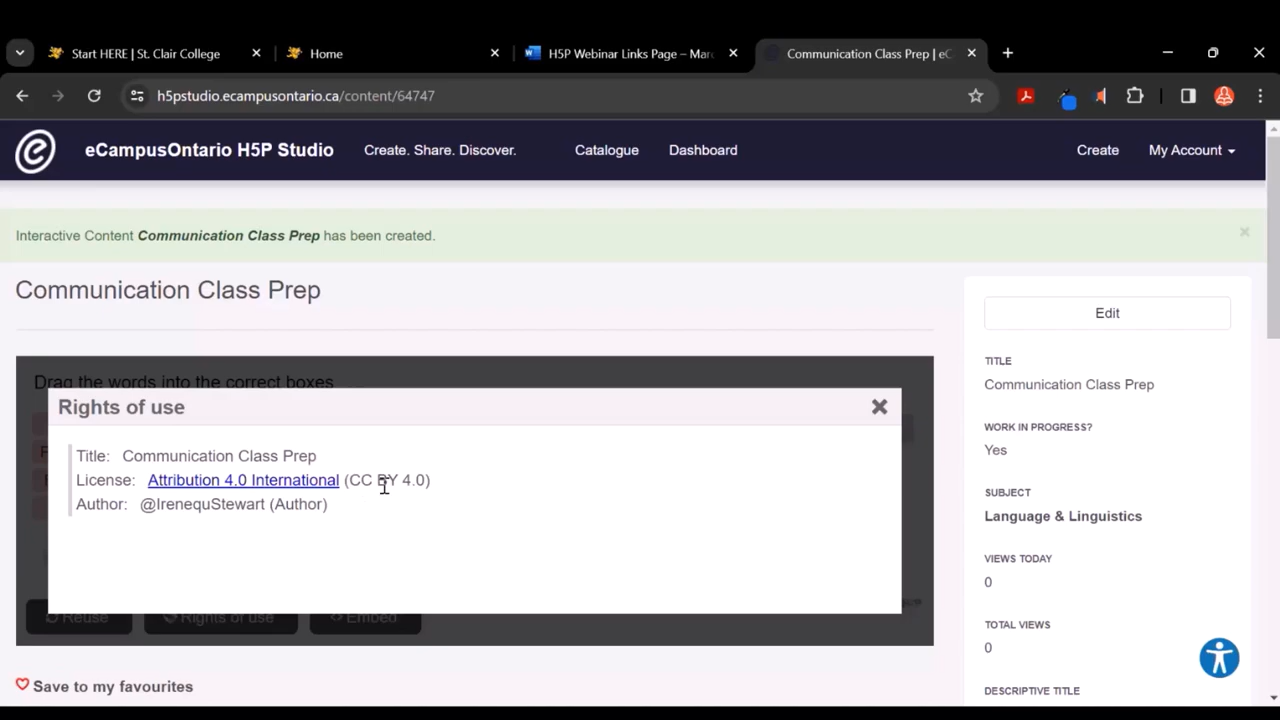 Start HERE | St. Clair College
Home
H5P Webinar Links Page – Mar
Communication Class Prep | eC
h5pstudio.ecampusontario.ca/content/64747
eCampusOntario H5P Studio
Create. Share. Discover.
Catalogue
Dashboard
Create
My Account
Interactive Content Communication Class Prep has been created.
Communication Class Prep
Drag the words into the correct boxes
Rights of use
Title: Communication Class Prep
License: Attribution 4.0 International (CC BY 4.0)
Author: @IrenequStewart (Author)
Reuse
Rights of use
Embed
Save to my favourites
Edit
TITLE
Communication Class Prep
WORK IN PROGRESS?
Yes
SUBJECT
Language & Linguistics
VIEWS TODAY
0
TOTAL VIEWS
0
DESCRIPTIVE TITLE